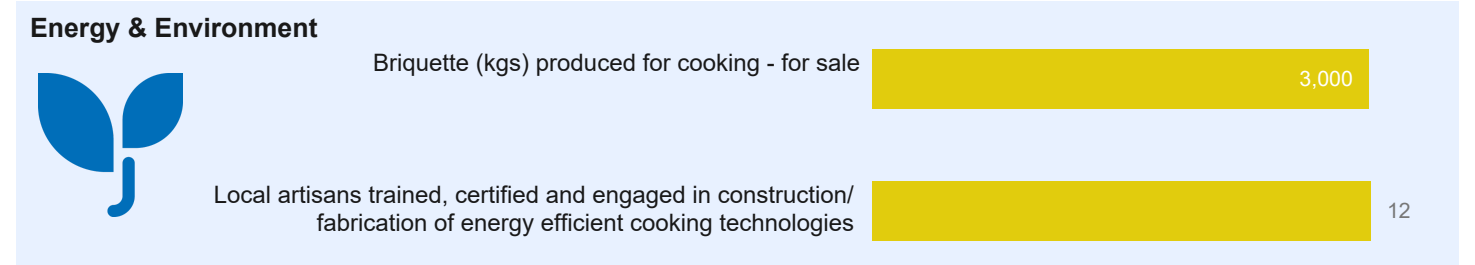 Energy & Environment
Briquette (kgs) produced for cooking - for sale
3,000
Local artisans trained, certified and engaged in construction/
fabrication of energy efficient cooking technologies
12